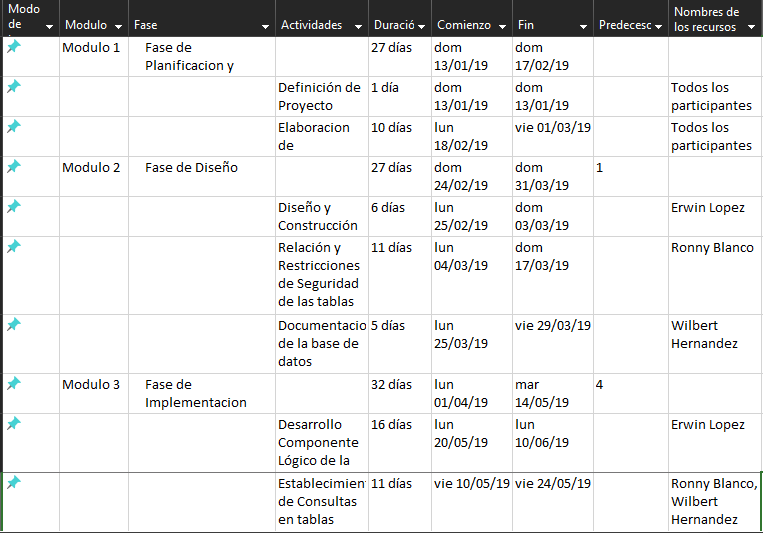 Modo de
Modulo
Fase
Actividades
Duració
Comienzo
Fin
Predecesc
Nombres de los recursos
Modulo 1
Fase de
Planificacion y
27 días
dom
13/01/19
dom
17/02/19
Definición de
Proyecto
1 día
dom
13/01/19
dom
13/01/19
Todos los
participantes
Elaboracion
de
10 días
lun
18/02/19
vie 01/03/19
Todos los
participantes
Modulo 2
Fase de Diseño
27 días
dom
24/02/19
dom
31/03/19
1
Diseño y
Construcción
6 días
lun
25/02/19
dom
03/03/19
Erwin Lopez
Relación y
Restricciones
de Seguridad
de las tablas
11 días
lun
04/03/19
dom
17/03/19
Ronny Blanco
Documentacio
de la base de
datos
5 días
lun
25/03/19
vie 29/03/19
Wilbert
Hernandez
Modulo 3
Fase de
Implementacion
32 días
lun
01/04/19
mar
14/05/19
4
Desarrollo
Componente
Lógico de la
16 días
lun
20/05/19
lun
10/06/19
Erwin Lopez
Establecimien
de Consultas
en tablas
11 días
vie 10/05/19
vie 24/05/19
Ronny Blanco,
Wilbert
Hernandez